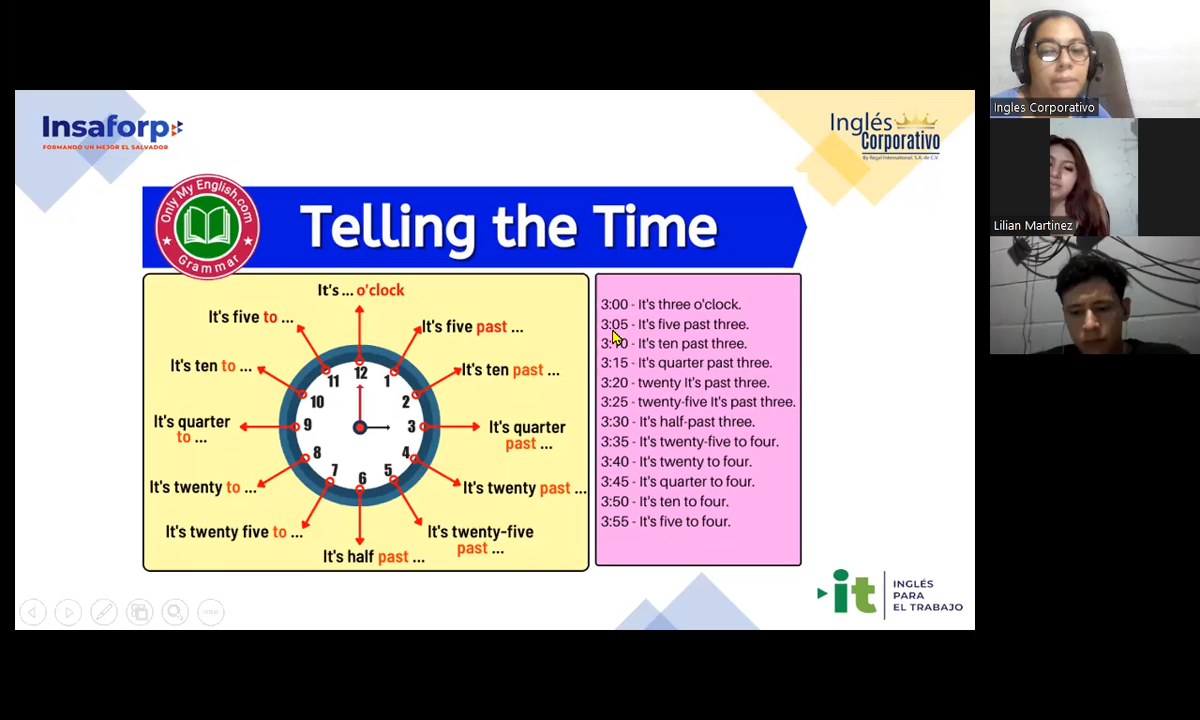 Insaforp
FORMANDO UN MEJOR EL SALVADOR
Inglés
Corporativo
By Regal International, S.A. de C.V.
OnlyMyEnglish.com
Grammar
Telling the Time
It's ... o'clock
It's five past ...
It's ten past ...
It's quarter
past ...
It's twenty past ...
It's twenty-five
past ...
It's half past ...
It's twenty five to ...
It's twenty to ...
It's quarter
to ...
It's ten to ...
It's five to ...
12
1
2
3
4
5
6
7
8
9
10
11
3:00 - It's three o'clock.
3:05 - It's five past three.
3:10 - It's ten past three.
3:15 - It's quarter past three.
3:20 - twenty It's past three.
3:25 - twenty-five It's past three.
3:30 - It's half-past three.
3:35 - It's twenty-five to four.
3:40 - It's twenty to four.
3:45 - It's quarter to four.
3:50 - It's ten to four.
3:55 - It's five to four.
it
INGLÉS
PARA
EL TRABAJO
Ingles Corporativo
Lilian Martinez